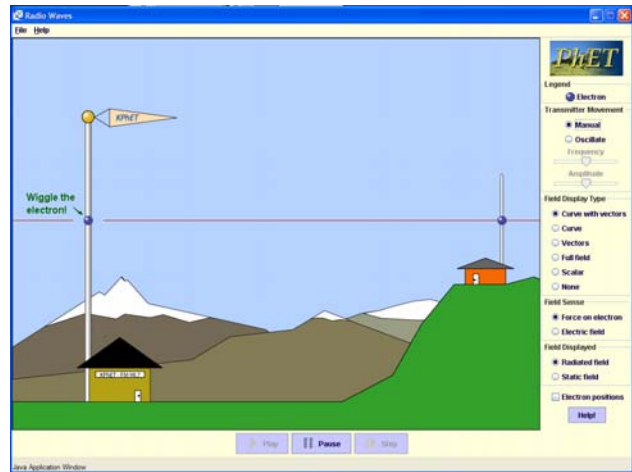 Radio Waves
File Help
KPhET
Wiggle the
electron!
KPhET FM 98.7
PhET
Legend
Electron
Transmitter Movement
Manual
Oscillate
Frequency
Amplitude
Field Display Type
Curve with vectors
Curve
Vectors
Full field
Scalar
None
Field Sense
Force on electron
Electric field
Field Displayed
Radiated field
Static field
Electron positions
Help!
Play Pause Step
Java Application Window